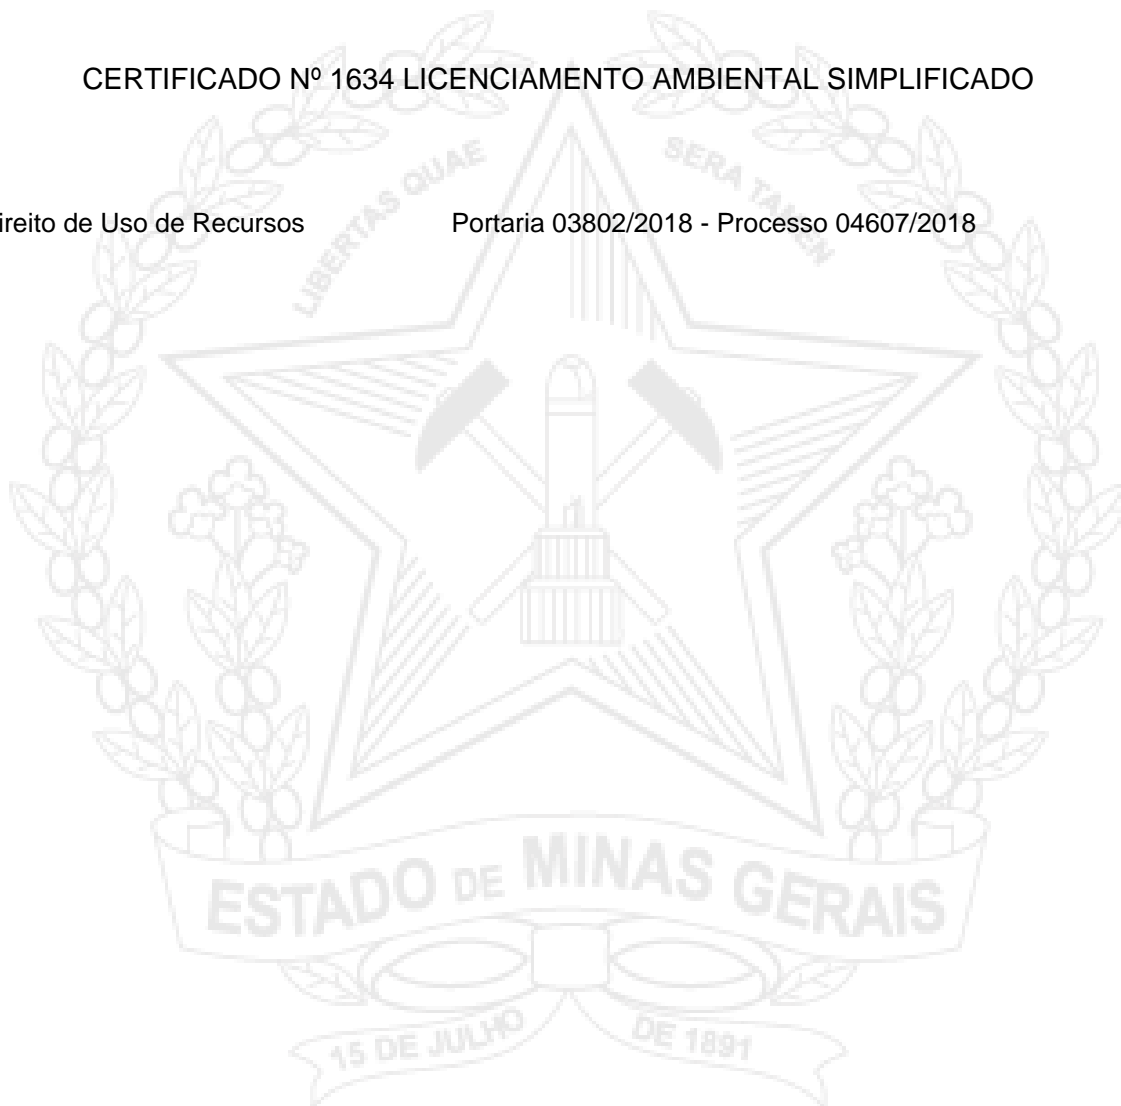 CERTIFICADO Nº 1634 LICENCIAMENTO AMBIENTAL SIMPLIFICADO
LIBERTAS QUAE SERA TAMEN
ireito de Uso de Recursos Portaria 03802/2018 - Processo 04607/2018
ESTADO DE MINAS GERAIS
15 DE JULHO DE 1891